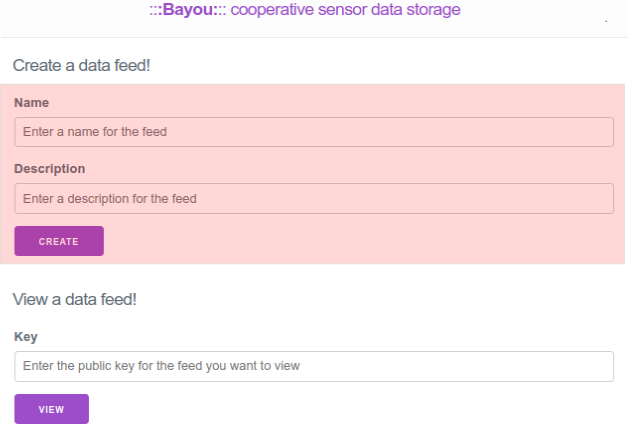 :::Bayou::: cooperative sensor data storage
Create a data feed!
Name
Enter a name for the feed
Description
Enter a description for the feed
CREATE
View a data feed!
Key
Enter the public key for the feed you want to view
VIEW